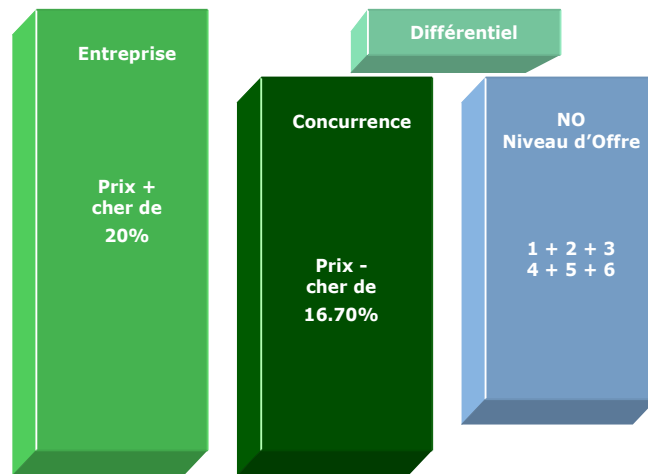 Entreprise
Prix +
cher de
20%
Différentiel
Concurrence
Prix -
cher de
16.70%
NO
Niveau d’Offre
1 + 2 + 3
4 + 5 + 6